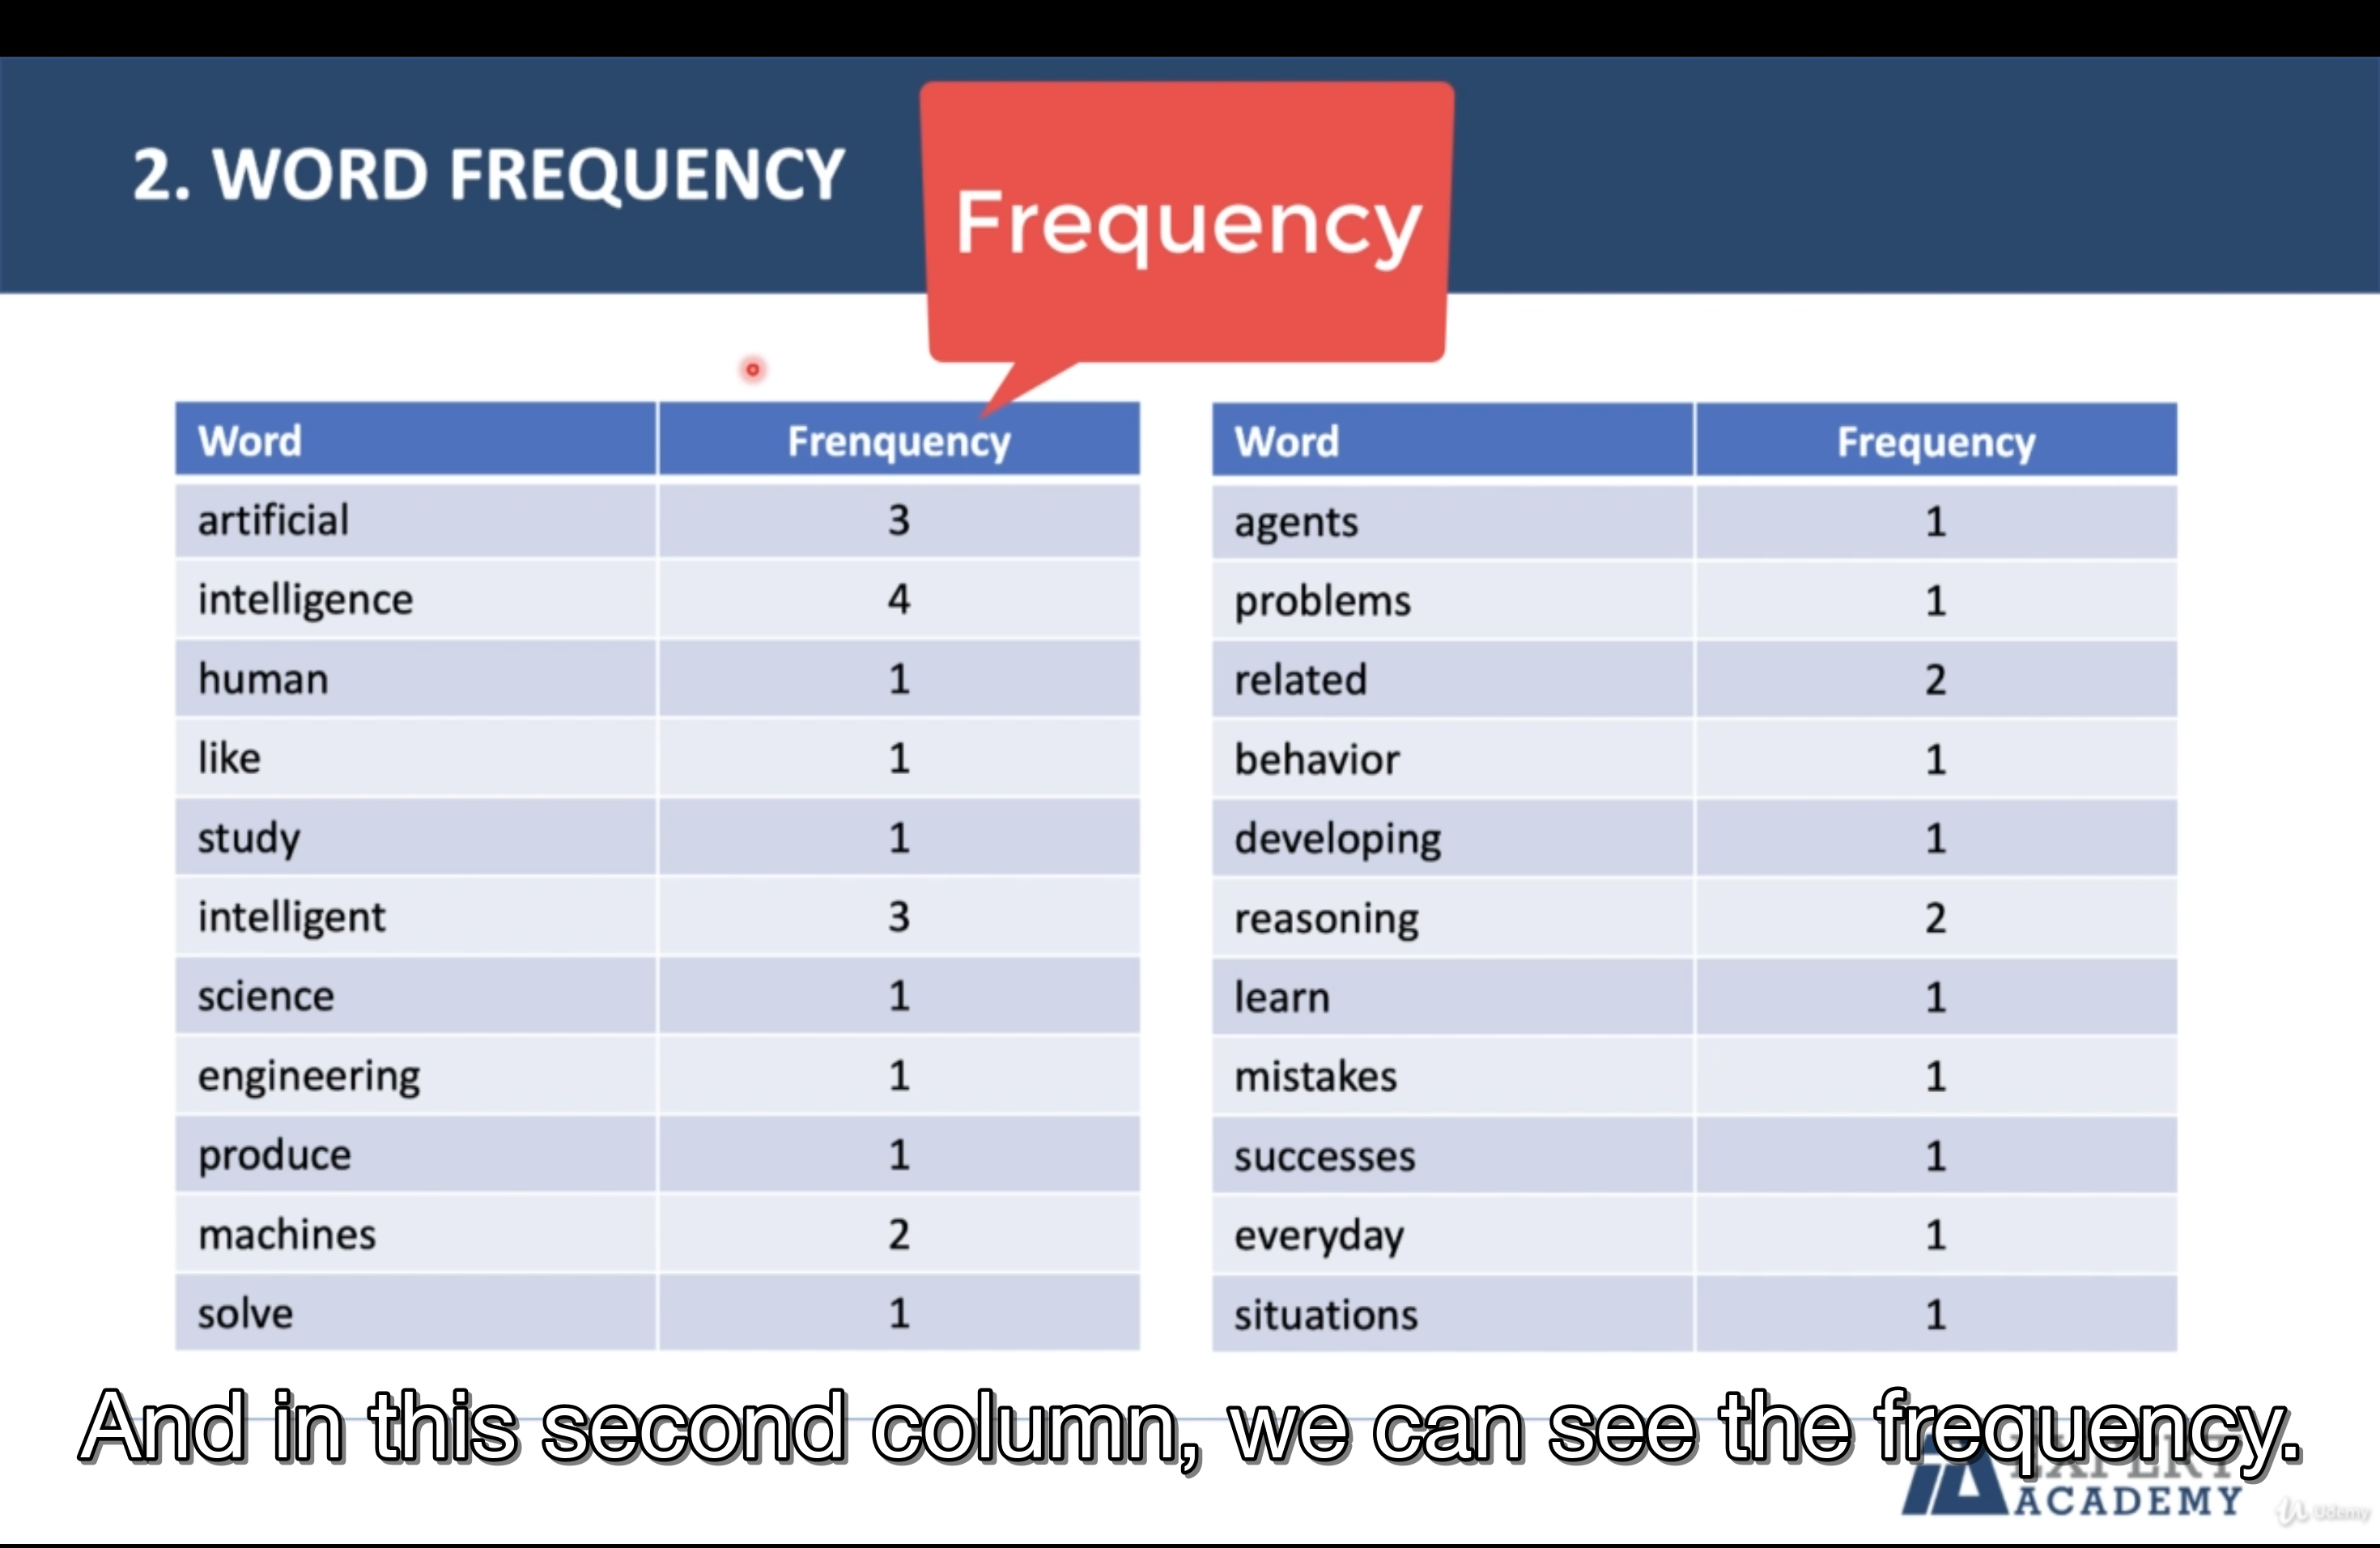 2. WORD FREQUENCY
Frequency
Word Frenquency
artificial 3
intelligence 4
human 1
like 1
study 1
intelligent 3
science 1
engineering 1
produce 1
machines 2
solve 1
Word Frequency
agents 1
problems 1
related 2
behavior 1
developing 1
reasoning 2
learn 1
mistakes 1
successes 1
everyday 1
situations 1
And in this second column, we can see the frequency.
EXPERT
ACADEMY
Udemy